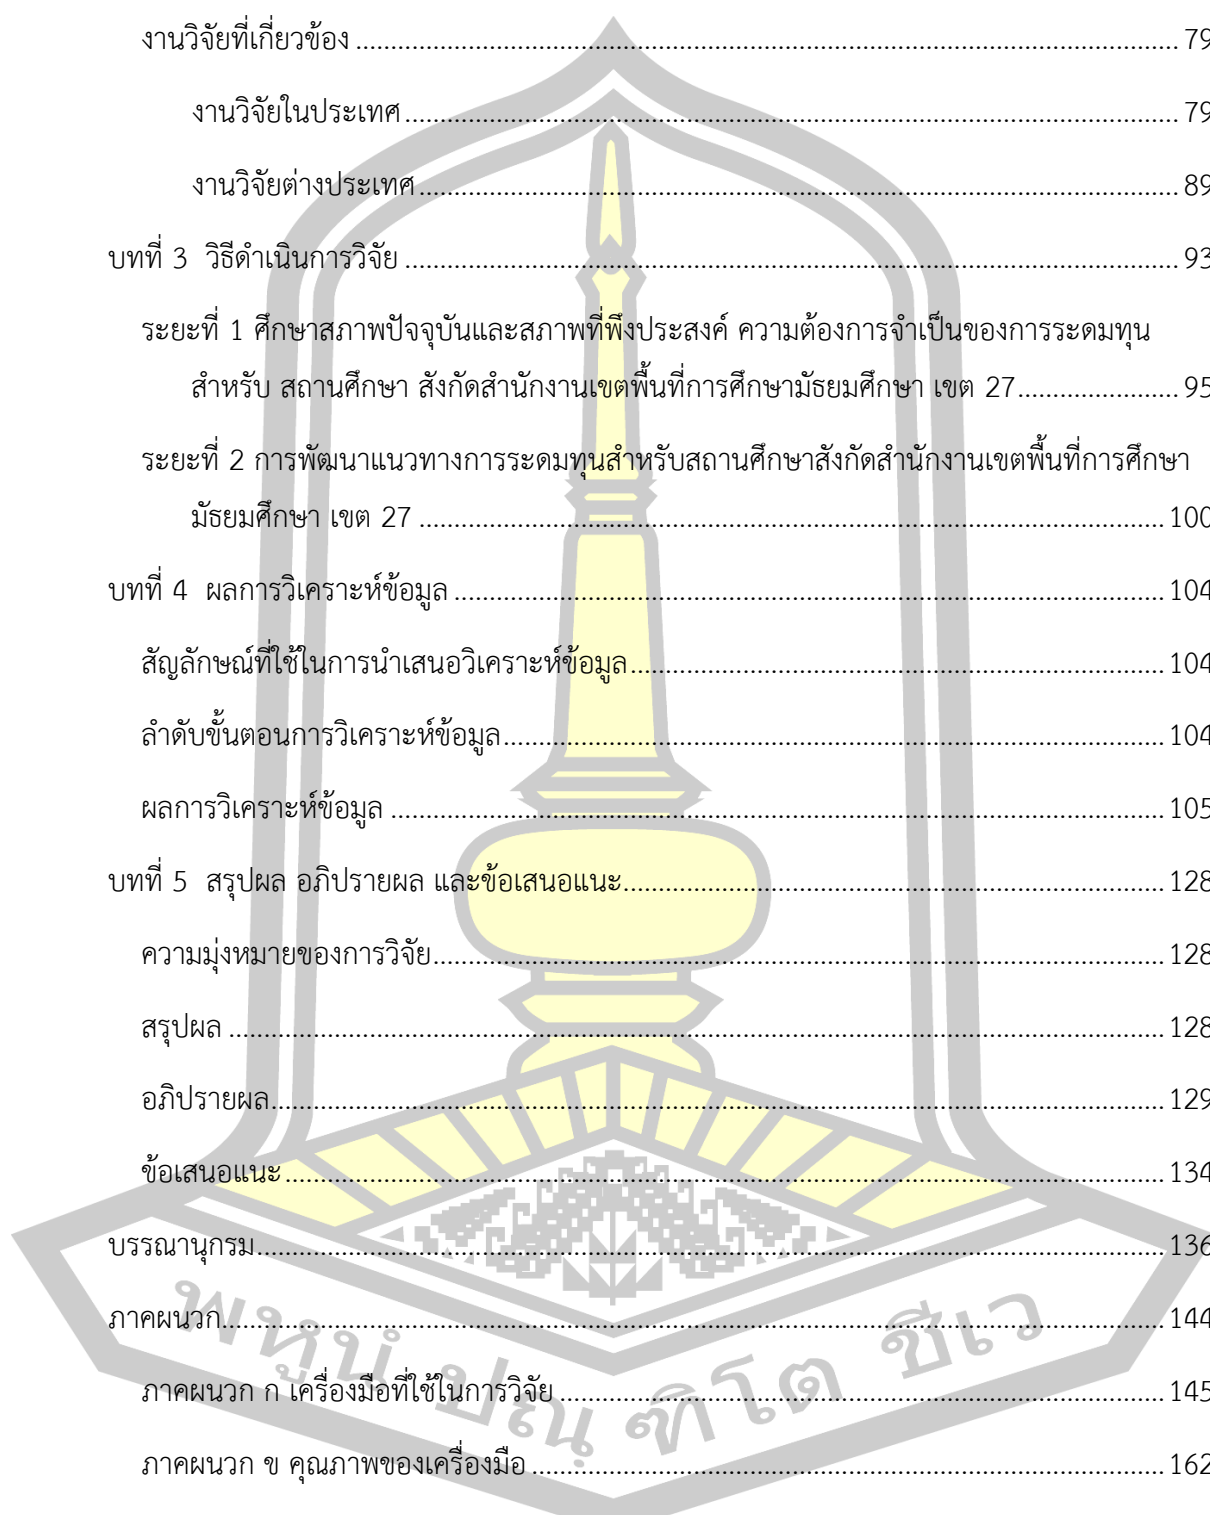 งานวิจัยที่เกี่ยวข้อง ........ 79
งานวิจัยในประเทศ ........ 79
งานวิจัยต่างประเทศ ........ 89
บทที่ 3 วิธีดำเนินการวิจัย ........ 93
ระยะที่ 1 ศึกษาสภาพปัจจุบันและสภาพที่พึงประสงค์ ความต้องการจำเป็นของการระดมทุน
สำหรับ สถานศึกษา สังกัดสำนักงานเขตพื้นที่การศึกษามัธยมศึกษา เขต 27 ........ 95
ระยะที่ 2 การพัฒนาแนวทางการระดมทุนสำหรับสถานศึกษาสังกัดสำนักงานเขตพื้นที่การศึกษา
มัธยมศึกษา เขต 27 ........ 100
บทที่ 4 ผลการวิเคราะห์ข้อมูล ........ 104
สัญลักษณ์ที่ใช้ในการนำเสนอวิเคราะห์ข้อมูล ........ 104
ลำดับขั้นตอนการวิเคราะห์ข้อมูล ........ 104
ผลการวิเคราะห์ข้อมูล ........ 105
บทที่ 5 สรุปผล อภิปรายผล และข้อเสนอแนะ ........ 128
ความมุ่งหมายของการวิจัย ........ 128
สรุปผล ........ 128
อภิปรายผล ........ 129
ข้อเสนอแนะ ........ 134
บรรณานุกรม ........ 136
ภาคผนวก ........ 144
ภาคผนวก ก เครื่องมือที่ใช้ในการวิจัย ........ 145
ภาคผนวก ข คุณภาพของเครื่องมือ ........ 162
พหูนํ ปณฺฑิโต ชีเว